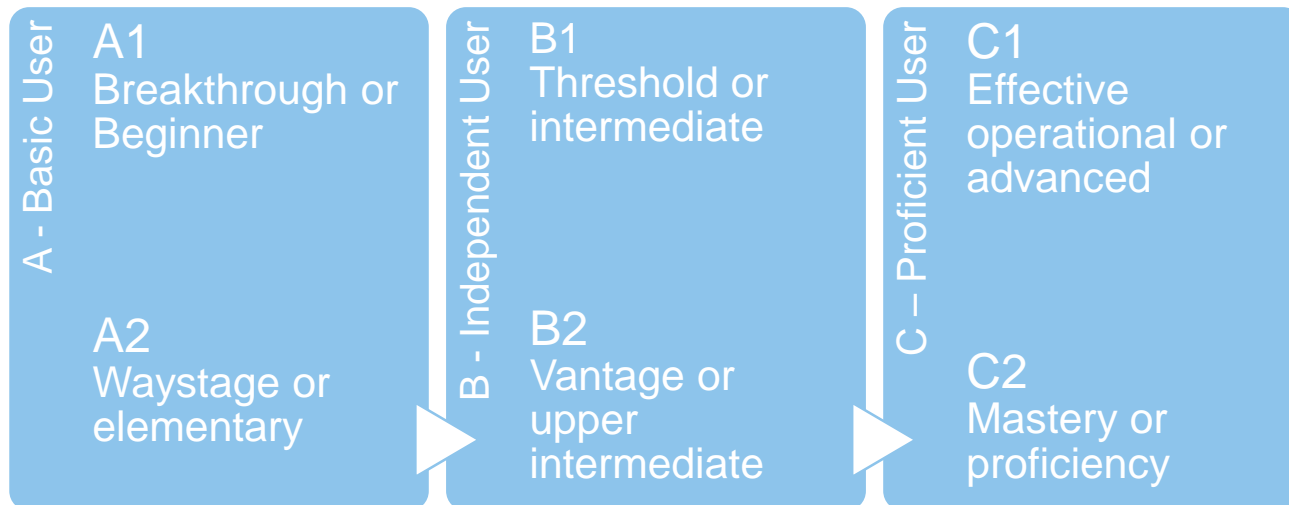 A - Basic User
A1
Breakthrough or
Beginner
A2
Waystage or
elementary
B - Independent User
B1
Threshold or
intermediate
B2
Vantage or
upper
intermediate
C – Proficient User
C1
Effective
operational or
advanced
C2
Mastery or
proficiency